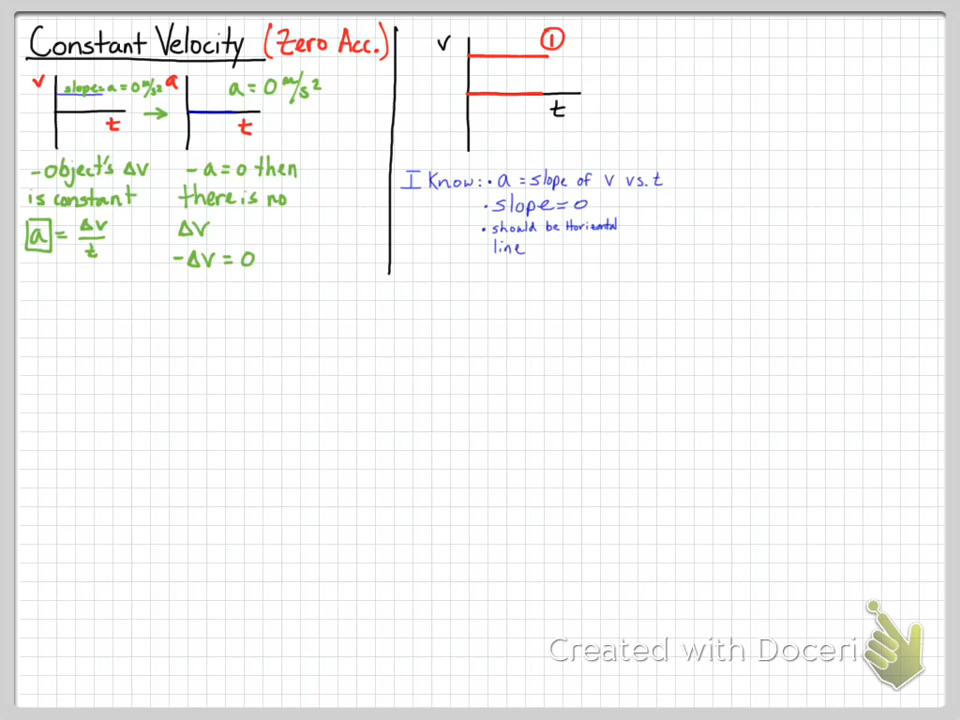 Constant Velocity (Zero Acc.)
v
slope=a=0 m/s2
t
a
a=0 m/s2
t
-object's Δv
is constant
a = Δv/t
- a=0 then
there is no
Δv
-Δv = 0
v
1
t
I Know: • a = slope of v vs. t
• slope = 0
• should be Horizontal
line
Created with Doceri